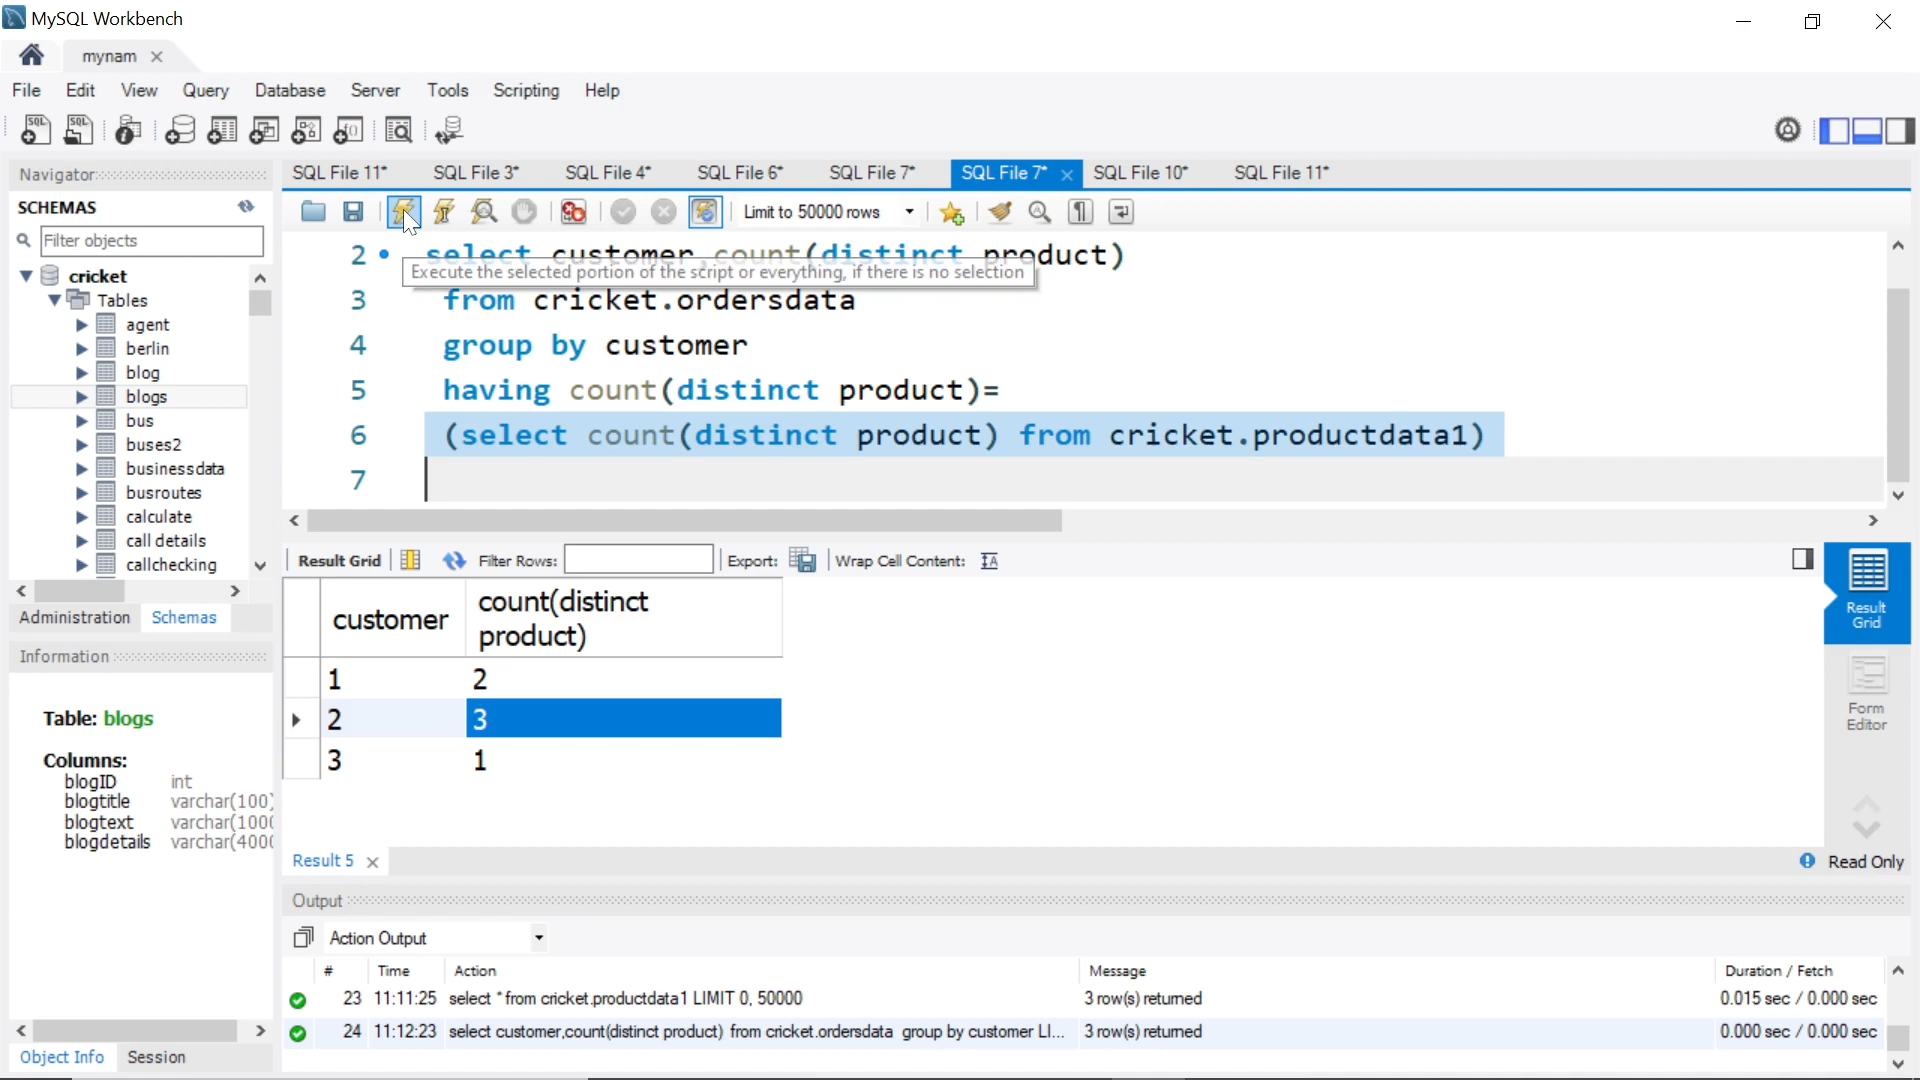 MySQL Workbench
mynam
File Edit View Query Database Server Tools Scripting Help
Navigator
SCHEMAS
Filter objects
cricket
Tables
agent
berlin
blog
blogs
bus
buses2
businessdata
busroutes
calculate
call details
callchecking
Administration Schemas
Information
Table: blogs
Columns:
blogID int
blogtitle varchar(100)
blogtext varchar(1000
blogdetails varchar(4000
Object Info Session
SQL File 11* SQL File 3* SQL File 4* SQL File 6* SQL File 7* SQL File 7* SQL File 10* SQL File 11*
Limit to 50000 rows
2 select customer,count(distinct product)
Execute the selected portion of the script or everything, if there is no selection
3 from cricket.ordersdata
4 group by customer
5 having count(distinct product)=
6 (select count(distinct product) from cricket.productdata1)
7
Result Grid Filter Rows: Export: Wrap Cell Content:
customer count(distinct
product)
1 2
2 3
3 1
Result
Grid
Form
Editor
Result 5 Read Only
Output
Action Output
# Time Action Message Duration / Fetch
23 11:11:25 select * from cricket.productdata1 LIMIT 0, 50000 3 row(s) returned 0.015 sec / 0.000 sec
24 11:12:23 select customer,count(distinct product) from cricket.ordersdata group by customer LI... 3 row(s) returned 0.000 sec / 0.000 sec